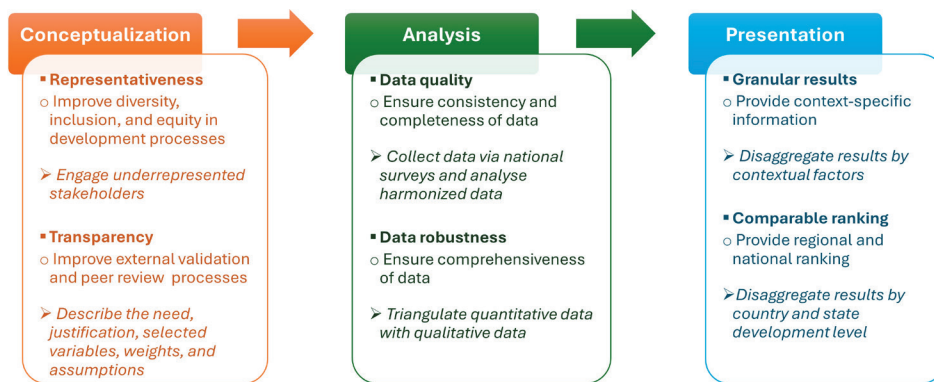 Conceptualization
▪ Representativeness
○ Improve diversity,
inclusion, and equity in
development processes
➢ Engage underrepresented
stakeholders
▪ Transparency
○ Improve external validation
and peer review processes
➢ Describe the need,
justification, selected
variables, weights, and
assumptions
Analysis
▪ Data quality
○ Ensure consistency and
completeness of data
➢ Collect data via national
surveys and analyse
harmonized data
▪ Data robustness
○ Ensure comprehensiveness
of data
➢ Triangulate quantitative data
with qualitative data
Presentation
▪ Granular results
○ Provide context-specific
information
➢ Disaggregate results by
contextual factors
▪ Comparable ranking
○ Provide regional and
national ranking
➢ Disaggregate results by
country and state
development level